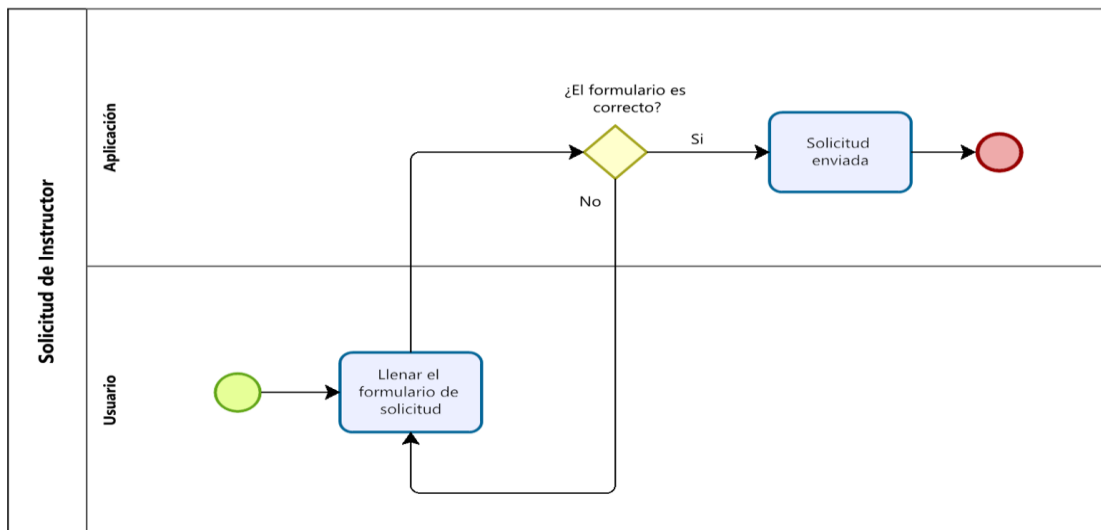 Solicitud de Instructor
Aplicación
¿El formulario es
correcto?
Si
No
Solicitud
enviada
Usuario
Llenar el
formulario de
solicitud